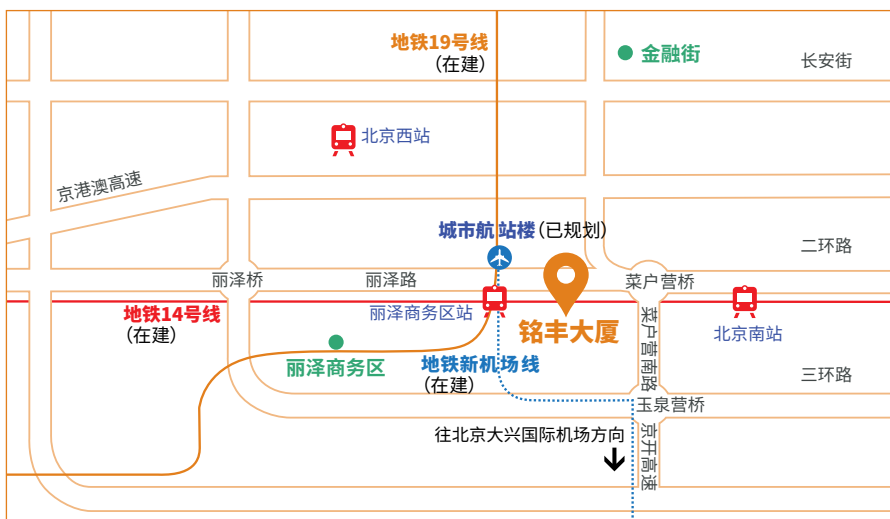 地铁19号线
(在建)
金融街
长安街
北京西站
京港澳高速
城市航站楼(已规划)
二环路
丽泽桥
丽泽路
菜户营桥
地铁14号线
(在建)
丽泽商务区站
铭丰大厦
菜户营南路
北京南站
丽泽商务区
地铁新机场线
(在建)
三环路
玉泉营桥
往北京大兴国际机场方向
京开高速